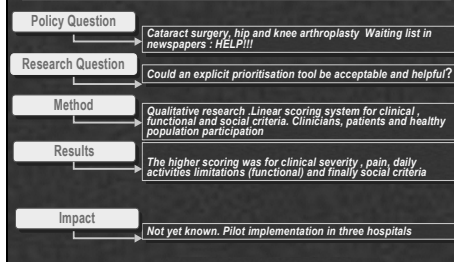 Policy Question
Cataract surgery, hip and knee arthroplasty Waiting list in
newspapers : HELP!!!
Research Question
Could an explicit prioritisation tool be acceptable and helpful?
Method
Qualitative research .Linear scoring system for clinical ,
functional and social criteria. Clinicians, patients and healthy
population participation
Results
The higher scoring was for clinical severity , pain, daily
activities limitations (functional) and finally social criteria
Impact
Not yet known. Pilot implementation in three hospitals